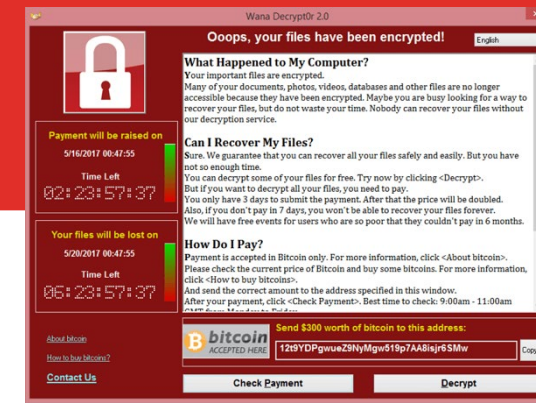 Wana Decrypt0r 2.0
Ooops, your files have been encrypted!
English
What Happened to My Computer?
Your important files are encrypted.
Many of your documents, photos, videos, databases and other files are no longer
accessible because they have been encrypted. Maybe you are busy looking for a way to
recover your files, but do not waste your time. Nobody can recover your files without
our decryption service.
Can I Recover My Files?
Sure. We guarantee that you can recover all your files safely and easily. But you have
not so enough time.
You can decrypt some of your files for free. Try now by clicking <Decrypt>.
But if you want to decrypt all your files, you need to pay.
You only have 3 days to submit the payment. After that the price will be doubled.
Also, if you don't pay in 7 days, you won't be able to recover your files forever.
We will have free events for users who are so poor that they couldn't pay in 6 months.
How Do I Pay?
Payment is accepted in Bitcoin only. For more information, click <About bitcoin>.
Please check the current price of Bitcoin and buy some bitcoins. For more information,
click <How to buy bitcoins>.
And send the correct amount to the address specified in this window.
After your payment, click <Check Payment>. Best time to check: 9:00am - 11:00am
GMT from Monday to Friday.
Payment will be raised on
5/16/2017 00:47:55
Time Left
02:23:57:37
Your files will be lost on
5/20/2017 00:47:55
Time Left
06:23:57:37
About bitcoin
How to buy bitcoins?
Contact Us
bitcoin
ACCEPTED HERE
Send $300 worth of bitcoin to this address:
12t9YDPgwueZ9NyMgw519p7AA8isjr6SMw
Copy
Check Payment
Decrypt